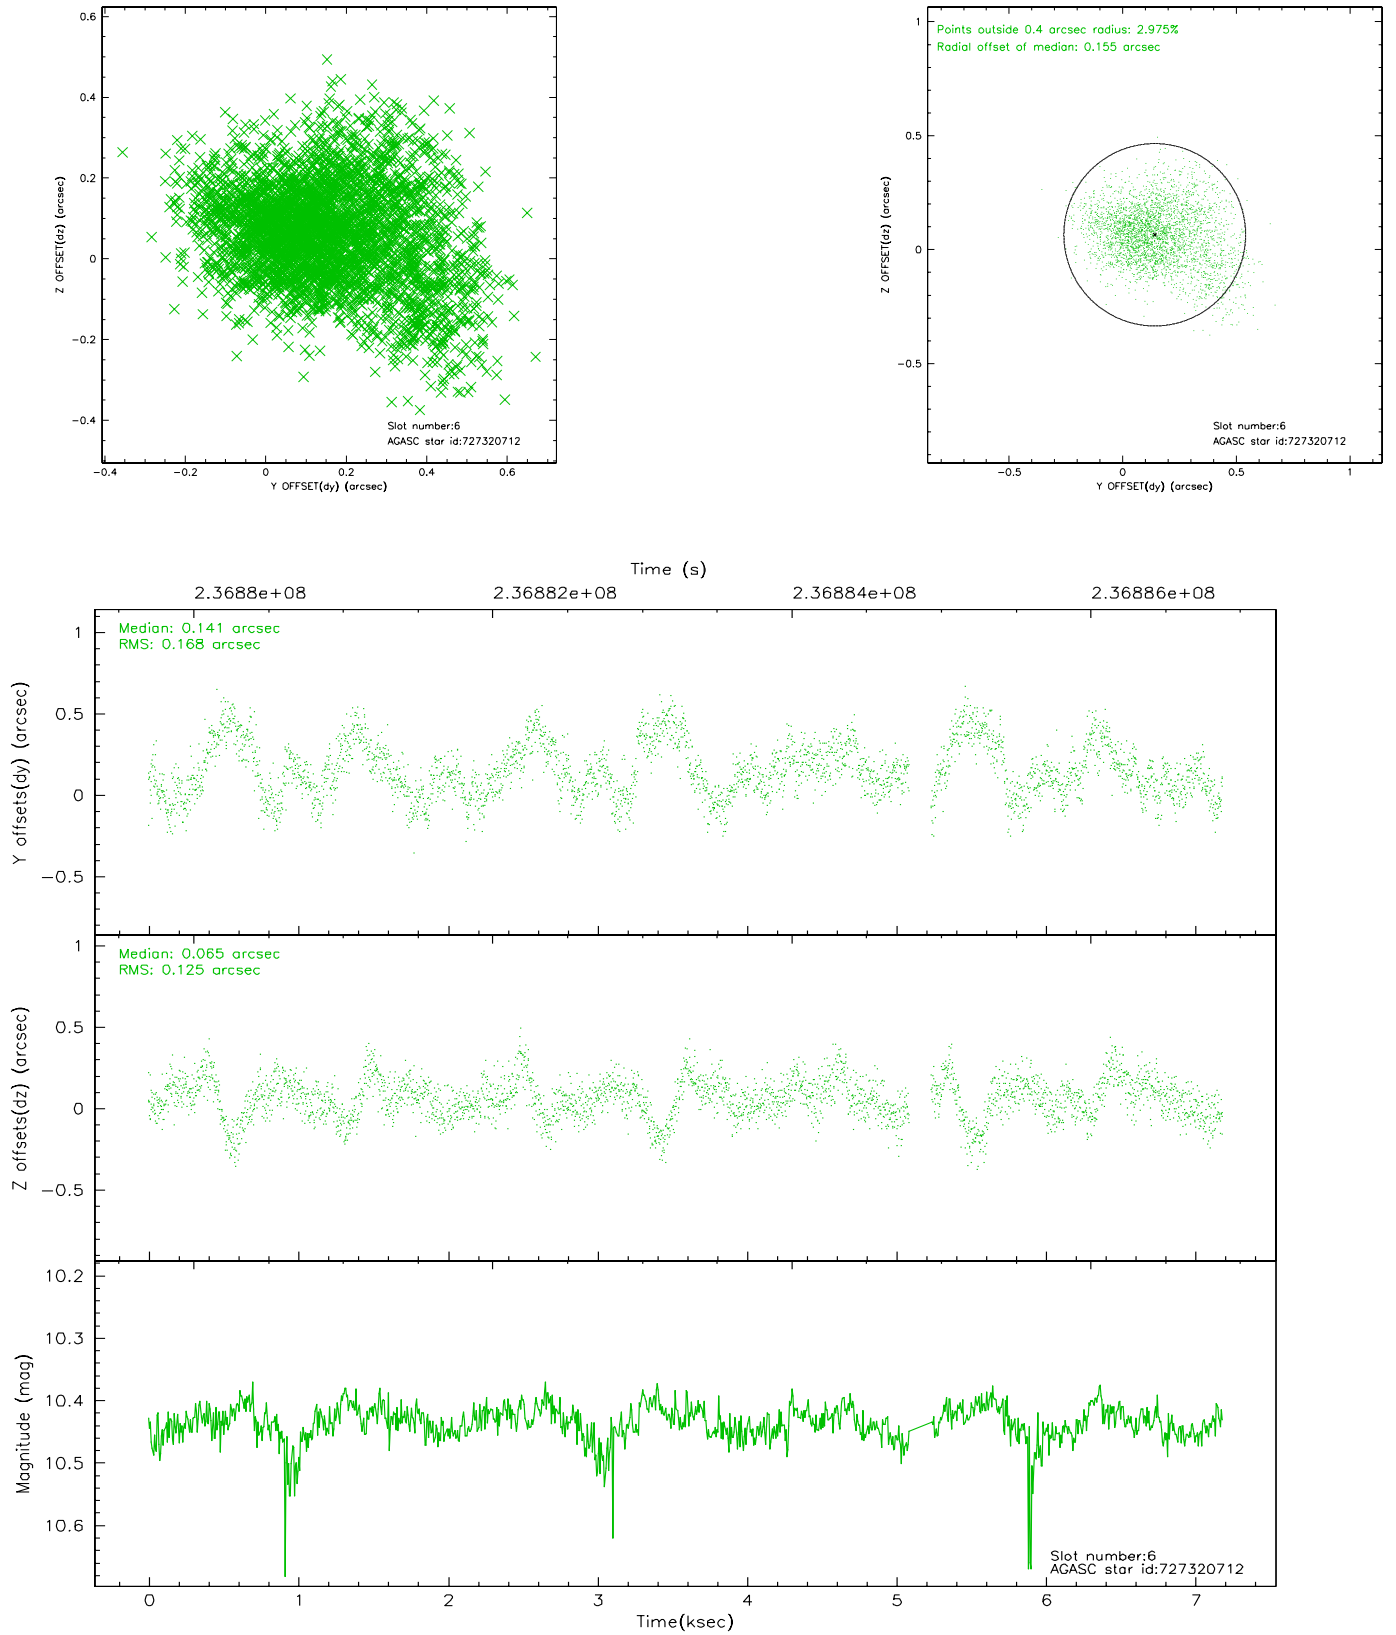 0.6
0.4
0.2
0
−0.2
−0.4
Z OFFSET(dz) (arcsec)
Slot number:6
AGASC star id:727320712
−0.4 −0.2 0 0.2 0.4 0.6
Y OFFSET(dy) (arcsec)
Points outside 0.4 arcsec radius: 2.975%
Radial offset of median: 0.155 arcsec
1
0.5
0
−0.5
Z OFFSET(dz) (arcsec)
Slot number:6
AGASC star id:727320712
−0.5 0 0.5 1
Y OFFSET(dy) (arcsec)
Time (s)
2.3688e+08 2.36882e+08 2.36884e+08 2.36886e+08
Median: 0.141 arcsec
RMS: 0.168 arcsec
1
0.5
0
−0.5
Y offsets(dy) (arcsec)
Median: 0.065 arcsec
RMS: 0.125 arcsec
1
0.5
0
−0.5
Z offsets(dz) (arcsec)
10.2
10.3
10.4
10.5
10.6
Magnitude (mag)
Slot number:6
AGASC star id:727320712
0 1 2 3 4 5 6 7
Time(ksec)